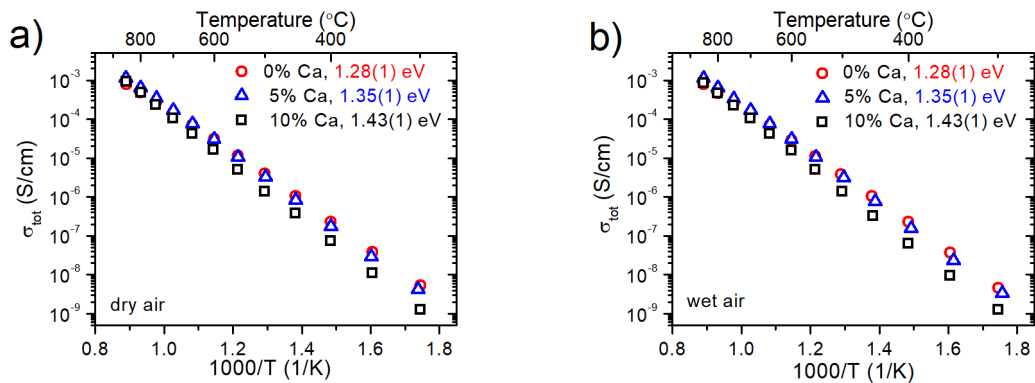 a)
Temperature (°C)
800 600 400
10⁻³
10⁻⁴
10⁻⁵
10⁻⁶
10⁻⁷
10⁻⁸
10⁻⁹
σtot (S/cm)
0% Ca, 1.28(1) eV
5% Ca, 1.35(1) eV
10% Ca, 1.43(1) eV
dry air
0.8 1.0 1.2 1.4 1.6 1.8
1000/T (1/K)
b)
Temperature (°C)
800 600 400
10⁻³
10⁻⁴
10⁻⁵
10⁻⁶
10⁻⁷
10⁻⁸
10⁻⁹
σtot (S/cm)
0% Ca, 1.28(1) eV
5% Ca, 1.35(1) eV
10% Ca, 1.43(1) eV
wet air
0.8 1.0 1.2 1.4 1.6 1.8
1000/T (1/K)